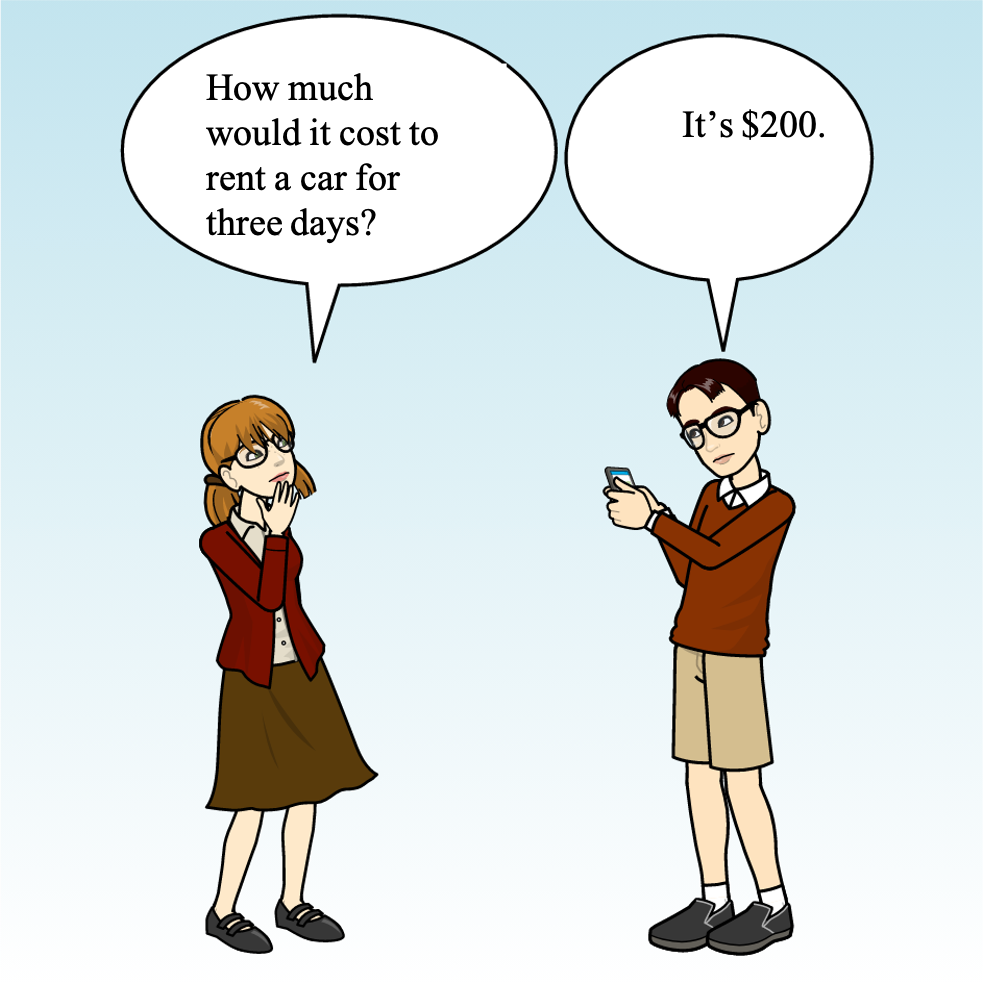 How much
would it cost to
rent a car for
three days?
It’s $200.